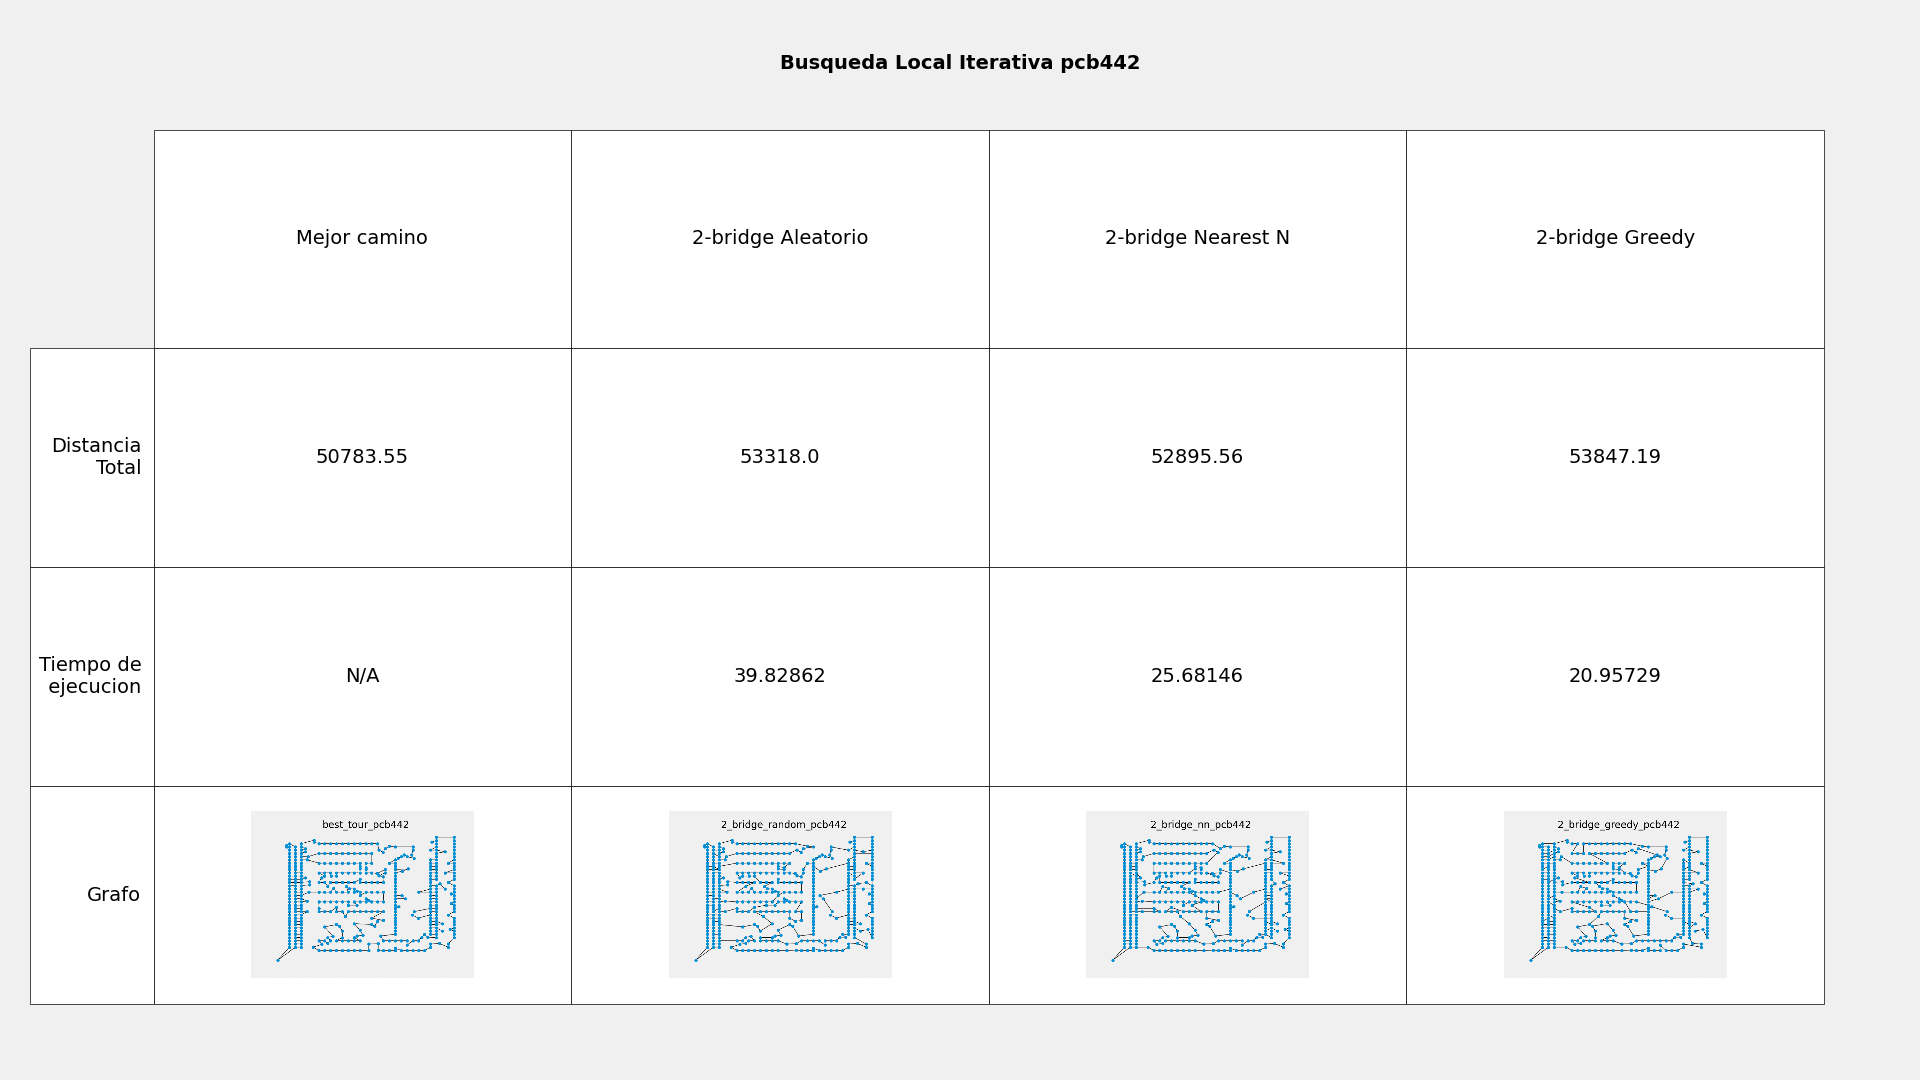 Busqueda Local Iterativa pcb442
Mejor camino
2-bridge Aleatorio
2-bridge Nearest N
2-bridge Greedy
Distancia
Total
50783.55
53318.0
52895.56
53847.19
Tiempo de
ejecucion
N/A
39.82862
25.68146
20.95729
Grafo
best_tour_pcb442
2_bridge_random_pcb442
2_bridge_nn_pcb442
2_bridge_greedy_pcb442